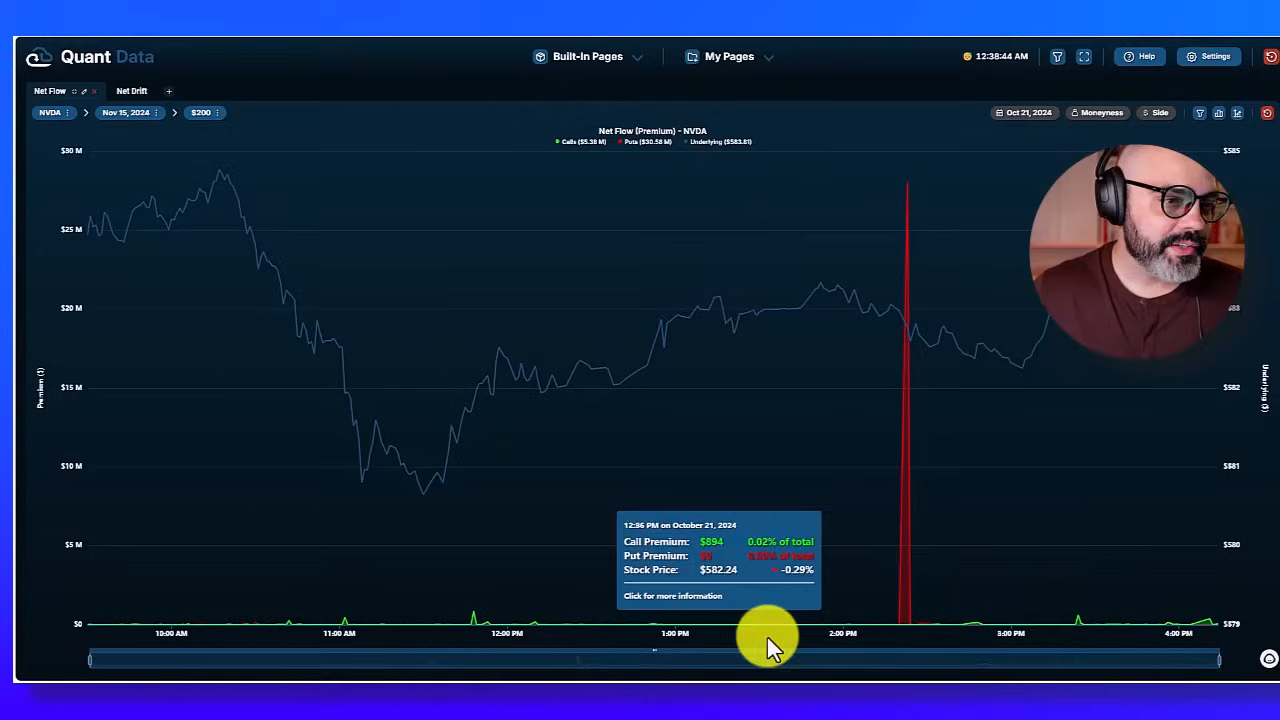 Quant Data
Built-In Pages
My Pages
12:38:44 AM
Help
Settings
Net Flow
Net Drift
+
NVDA
Nov 15, 2024
$200
Oct 21, 2024
Moneyness
$ Side
Net Flow (Premium) - NVDA
Calls ($5.38 M) Puts ($30.58 M) Underlying ($583.81)
$30 M
$585
$25 M
$20 M
$15 M
$582
Premium ($)
Underlying ($)
$10 M
$581
12:36 PM on October 21, 2024
Call Premium: $894 0.02% of total
Put Premium: $0 0.00% of total
Stock Price: $582.24 -0.29%
Click for more information
$5 M
$580
$0
$579
10:00 AM 11:00 AM 12:00 PM 1:00 PM 2:00 PM 3:00 PM 4:00 PM